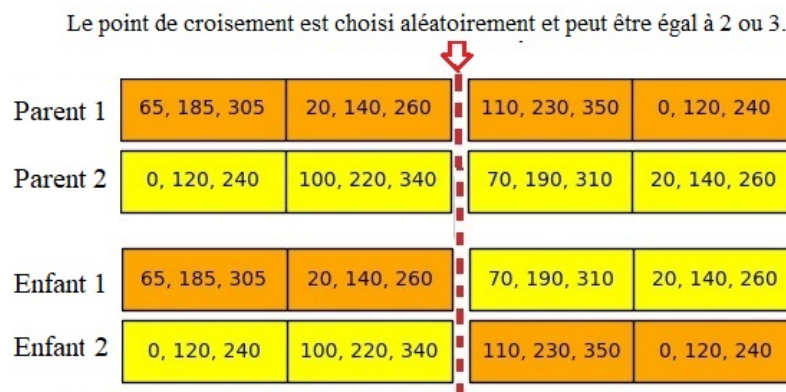 Le point de croisement est choisi aléatoirement et peut être égal à 2 ou 3.
Parent 1 65, 185, 305 20, 140, 260 110, 230, 350 0, 120, 240
Parent 2 0, 120, 240 100, 220, 340 70, 190, 310 20, 140, 260
Enfant 1 65, 185, 305 20, 140, 260 70, 190, 310 20, 140, 260
Enfant 2 0, 120, 240 100, 220, 340 110, 230, 350 0, 120, 240